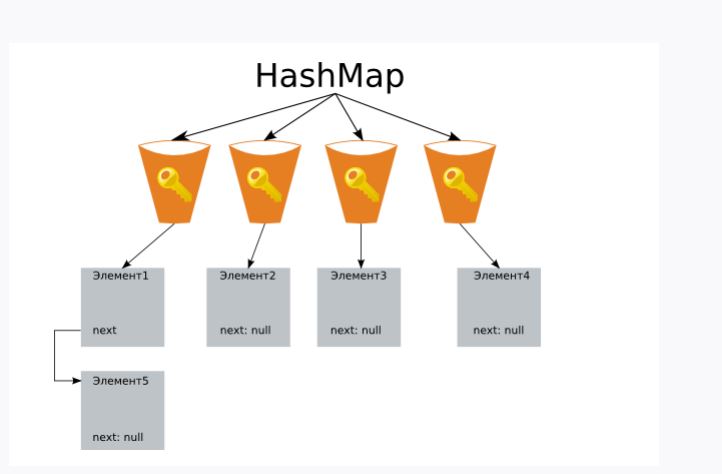 HashMap
Элемент1
Элемент2
Элемент3
Элемент4
next
next: null
next: null
next: null
Элемент5
next: null